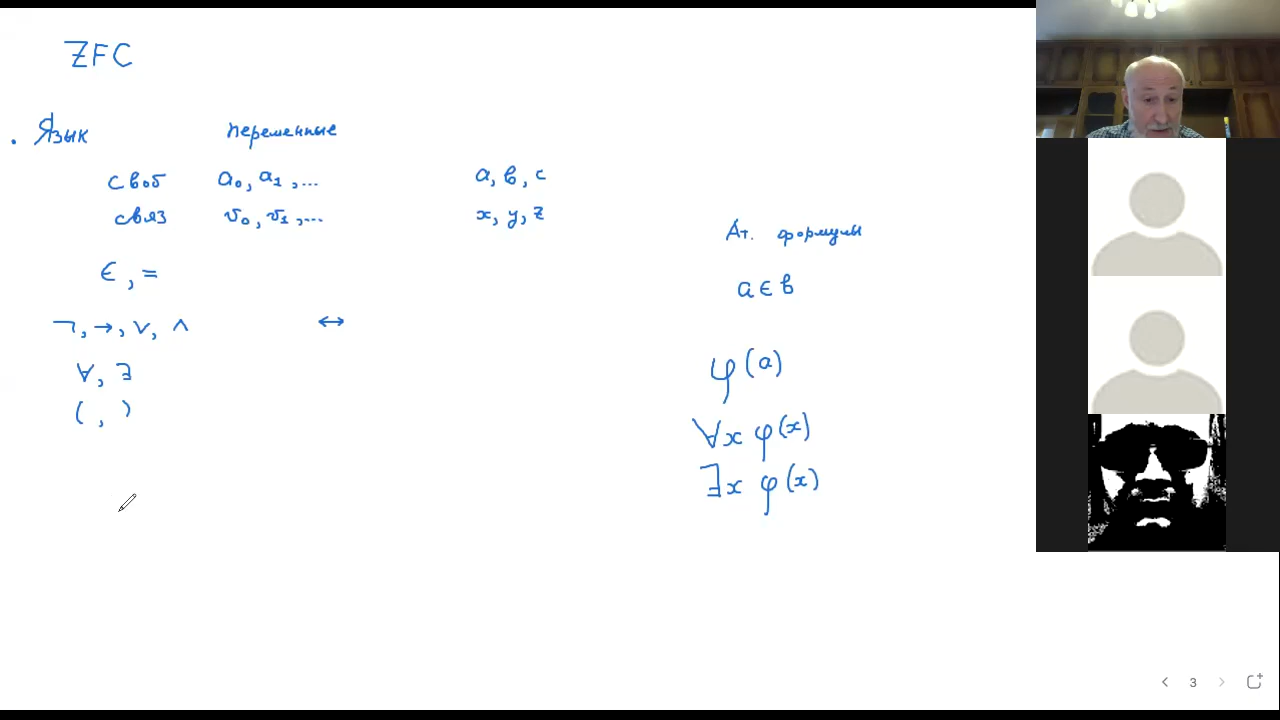 ZFC
. Язык переменные
своб a₀, a₁, ... a, b, c
связ v₀, v₁, ... x, y, z
Ат. формулы
∈, =
a ∈ b
¬, →, ∨, ∧ ↔
φ(a)
∀, ∃
( , )
∀x φ(x)
∃x φ(x)
3